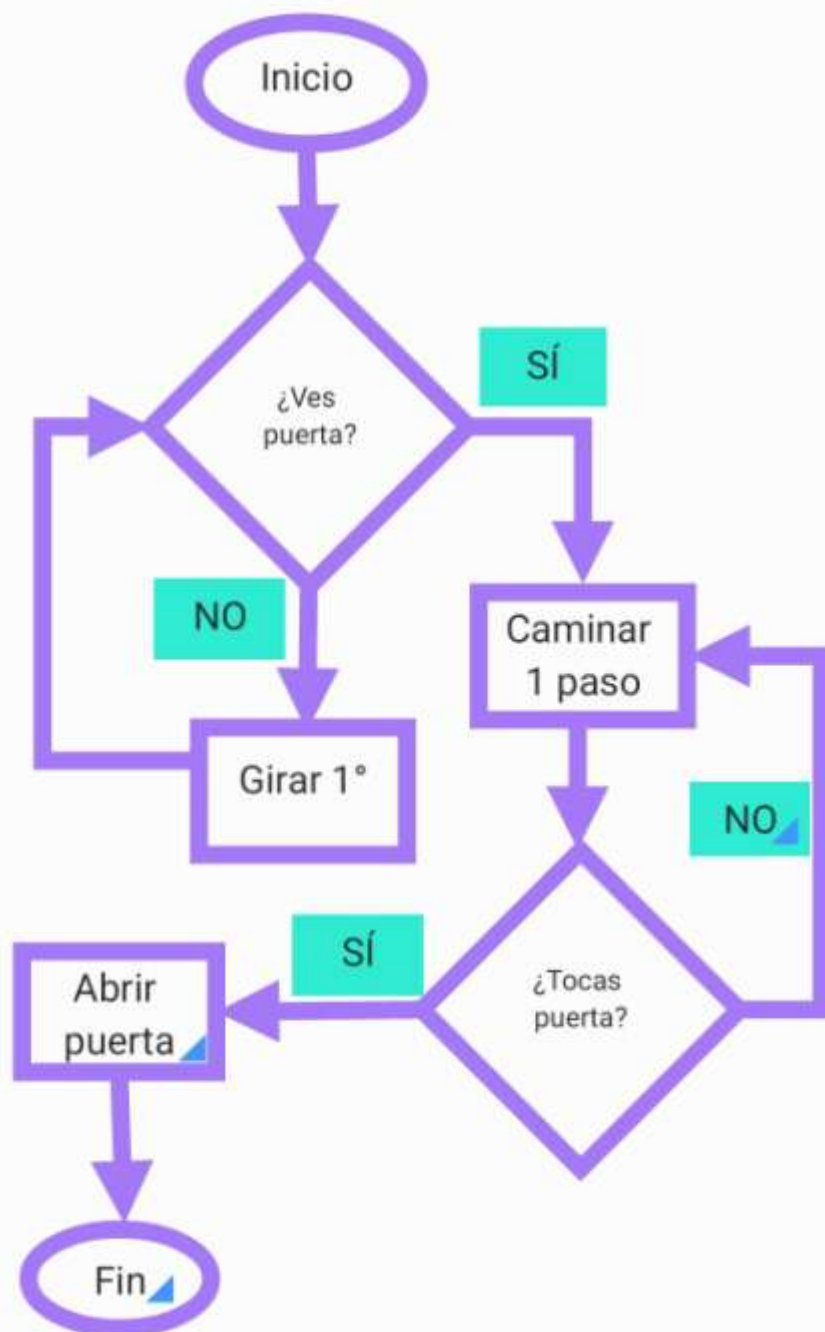 Inicio
SÍ
¿Ves
puerta?
NO
Caminar
1 paso
Girar 1°
NO
SÍ
¿Tocas
puerta?
Abrir
puerta
Fin